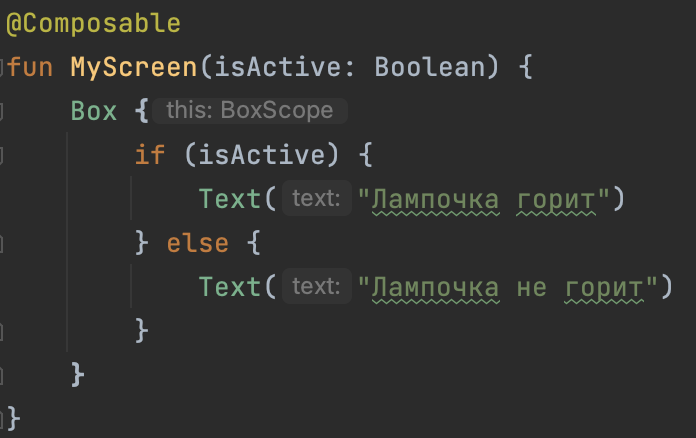 @Composable
fun MyScreen(isActive: Boolean) {
Box { this: BoxScope
if (isActive) {
Text( text: "Лампочка горит")
} else {
Text( text: "Лампочка не горит")
}
}
}